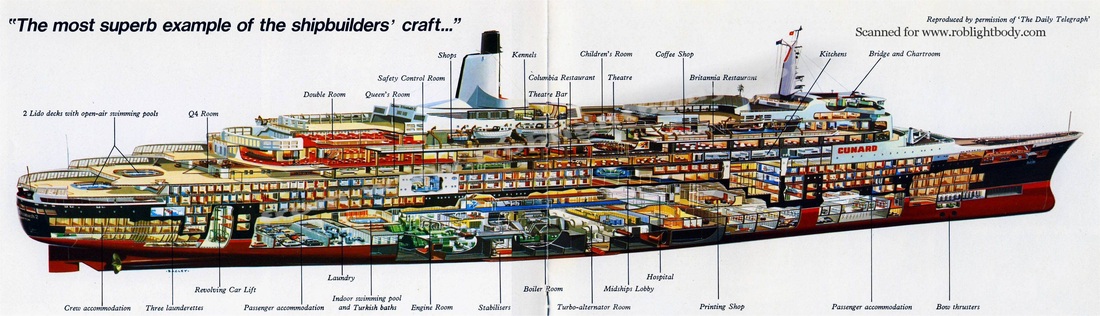 "The most superb example of the shipbuilders' craft..."
Reproduced by permission of 'The Daily Telegraph'
Scanned for www.roblightbody.com
Shops
Kennels
Children's Room
Coffee Shop
Kitchens
Bridge and Chartroom
Safety Control Room
Columbia Restaurant
Theatre
Britannia Restaurant
Double Room
Queen's Room
Theatre Bar
2 Lido decks with open-air swimming pools
Q4 Room
CUNARD
Laundry
Hospital
Revolving Car Lift
Boiler Room
Midships Lobby
Indoor swimming pool
and Turkish baths
Crew accommodation
Three launderettes
Passenger accommodation
Engine Room
Stabilisers
Turbo-alternator Room
Printing Shop
Passenger accommodation
Bow thrusters